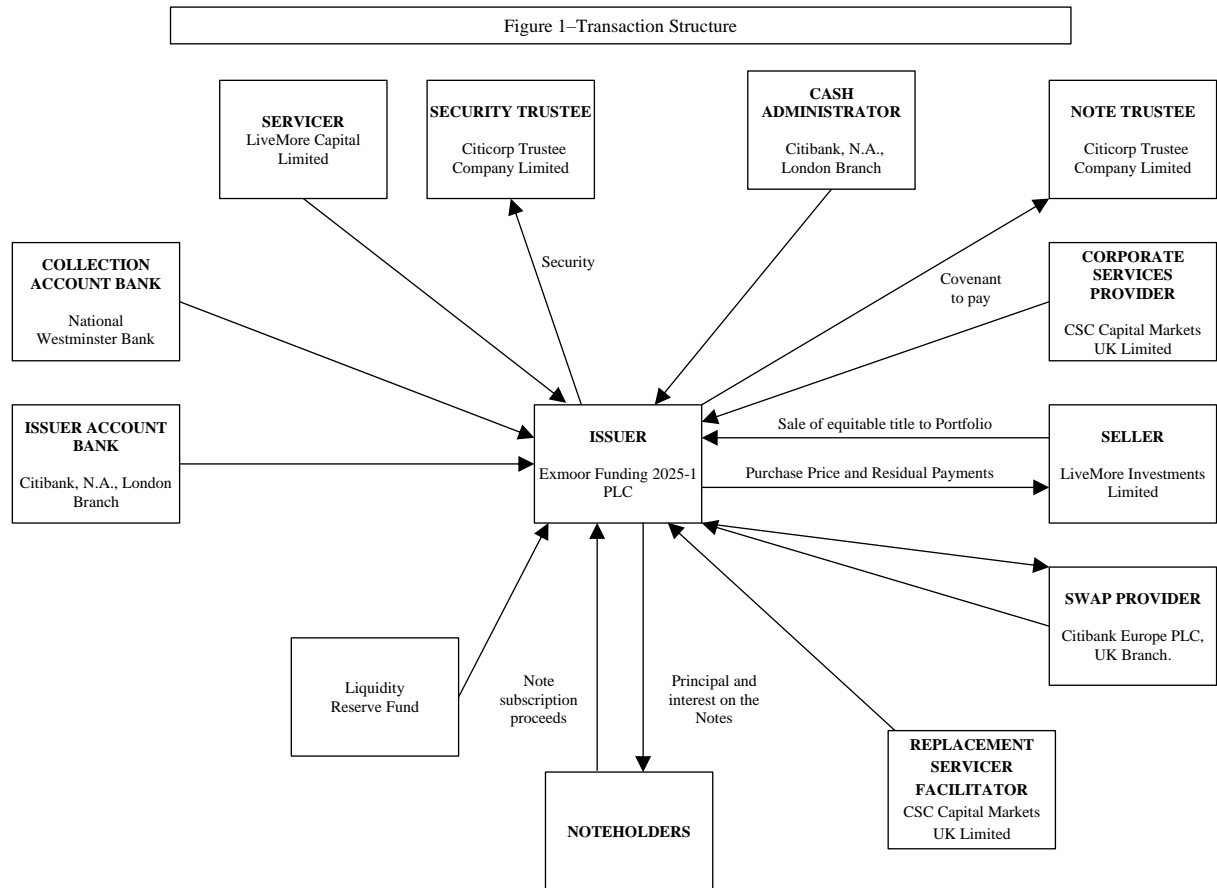 Figure 1–Transaction Structure
SERVICER
LiveMore Capital
Limited
SECURITY TRUSTEE
Citicorp Trustee
Company Limited
CASH
ADMINISTRATOR
Citibank, N.A.,
London Branch
NOTE TRUSTEE
Citicorp Trustee
Company Limited
COLLECTION
ACCOUNT BANK
National
Westminster Bank
Security
Covenant
to pay
CORPORATE
SERVICES
PROVIDER
CSC Capital Markets
UK Limited
ISSUER ACCOUNT
BANK
Citibank, N.A., London
Branch
ISSUER
Exmoor Funding 2025-1
PLC
Sale of equitable title to Portfolio
Purchase Price and Residual Payments
SELLER
LiveMore Investments
Limited
SWAP PROVIDER
Citibank Europe PLC,
UK Branch.
Liquidity
Reserve Fund
Note
subscription
proceeds
Principal and
interest on the
Notes
REPLACEMENT
SERVICER
FACILITATOR
CSC Capital Markets
UK Limited
NOTEHOLDERS